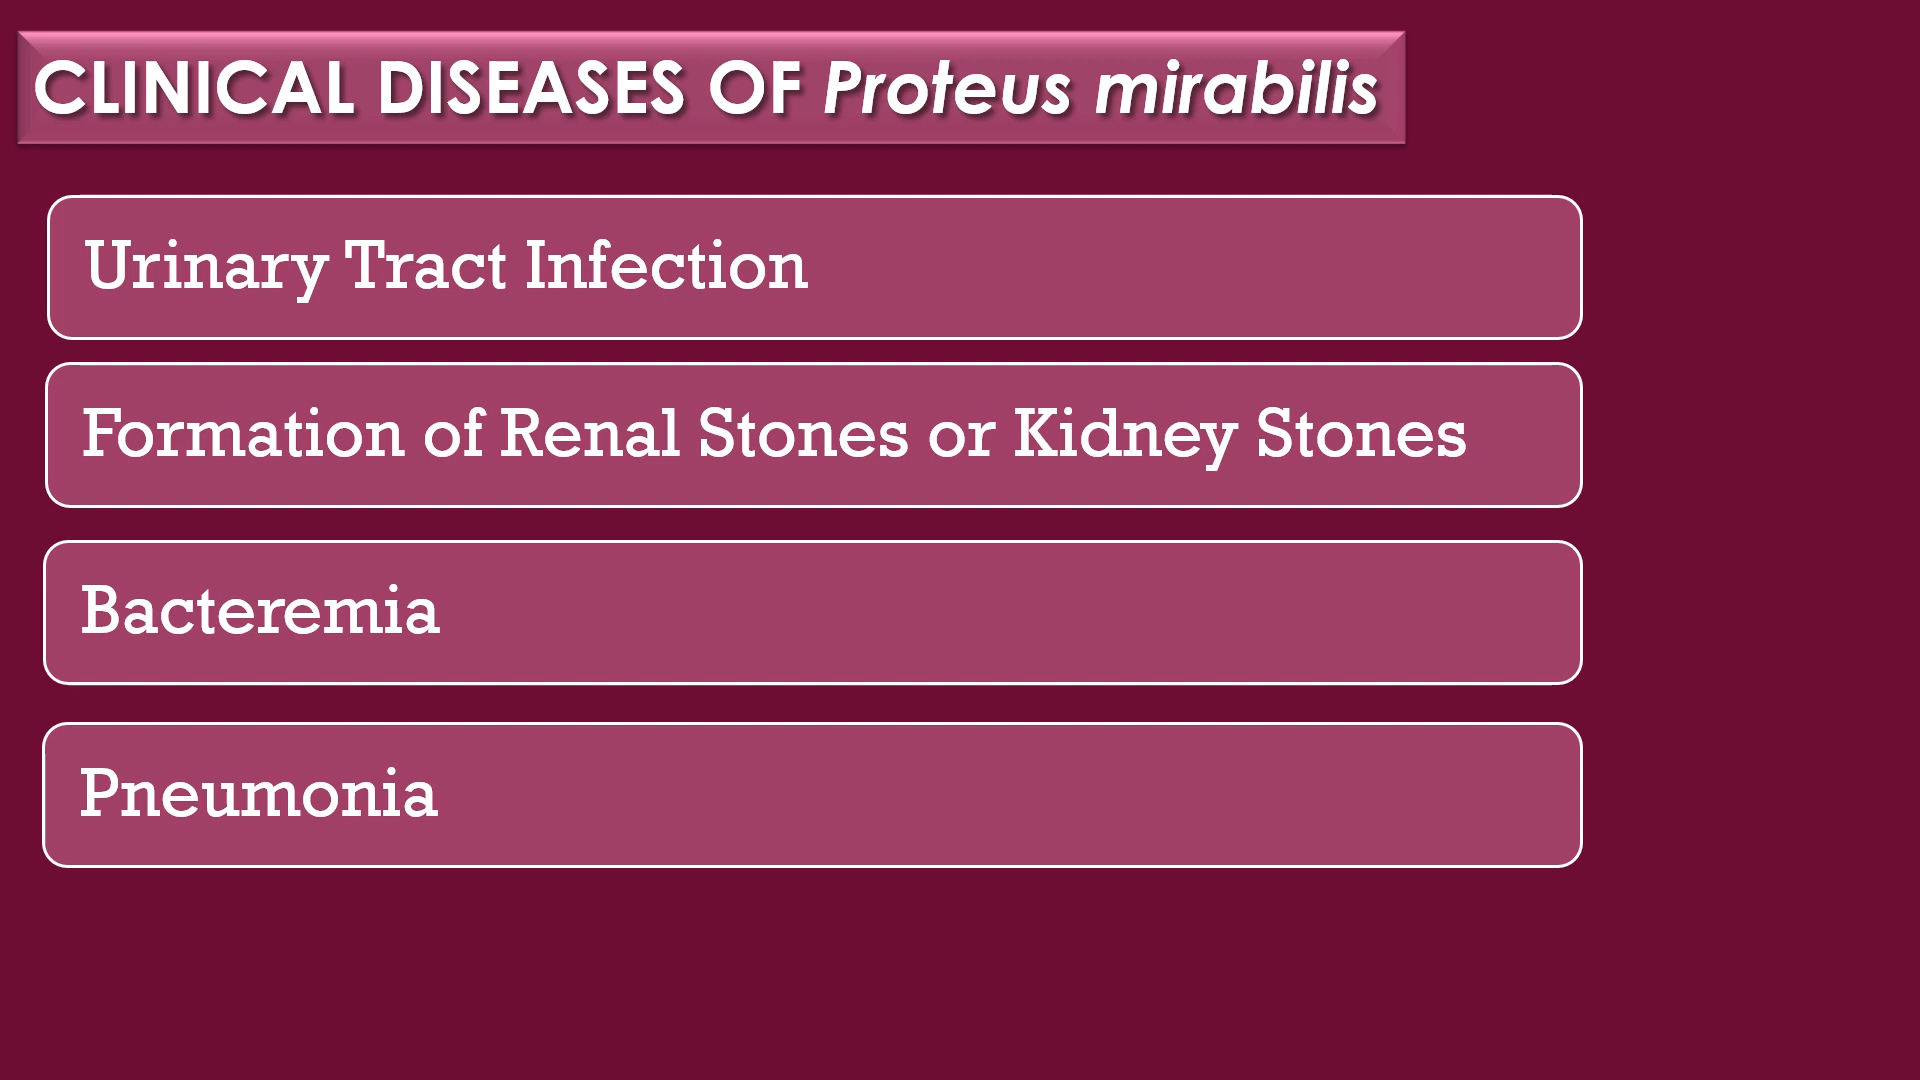 CLINICAL DISEASES OF Proteus mirabilis
Urinary Tract Infection
Formation of Renal Stones or Kidney Stones
Bacteremia
Pneumonia